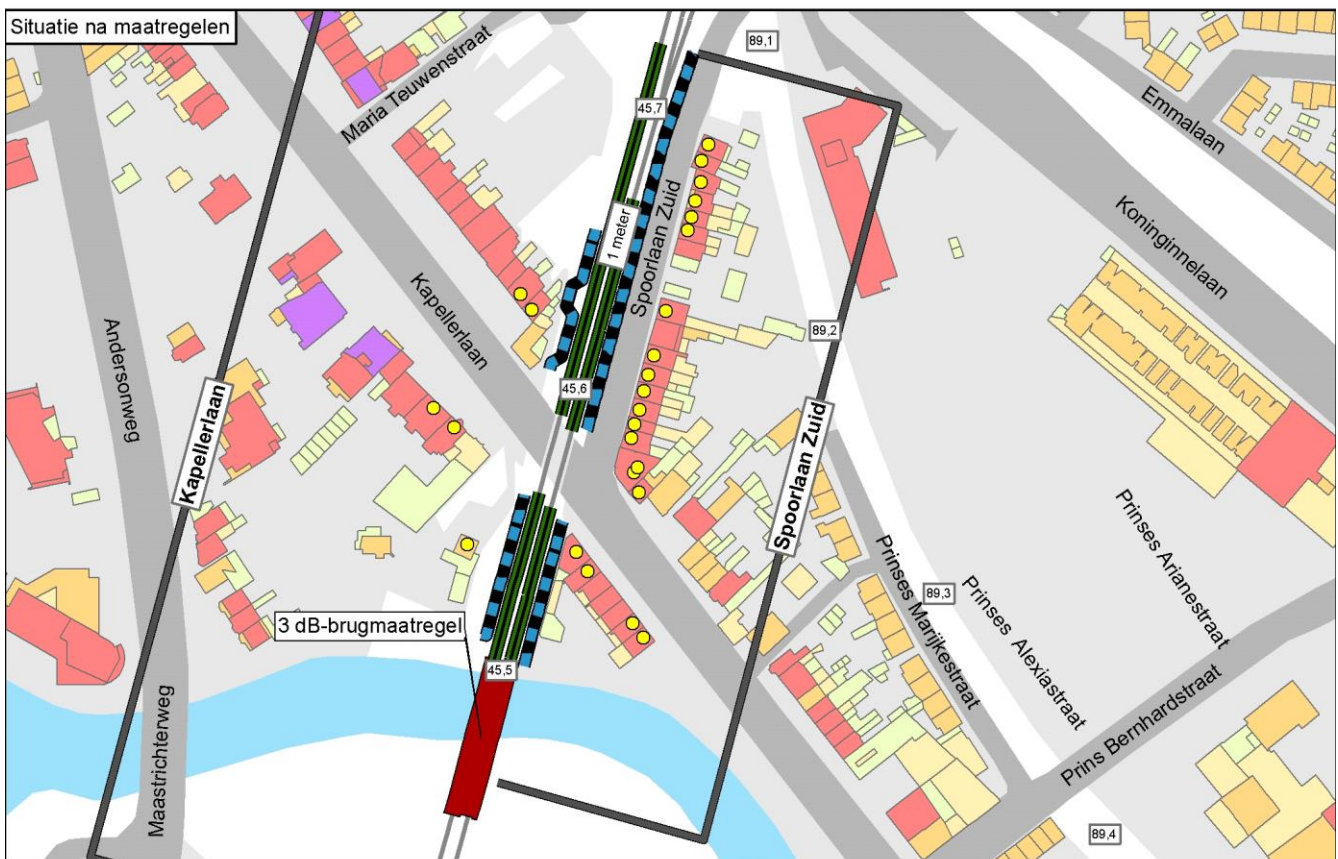 Situatie na maatregelen
89,1
Maria Teuwenstraat
45,7
Emmalaan
Spoorlaan Zuid
1 meter
Koninginnelaan
Kapellerlaan
Andersonweg
89,2
45,6
Kapellerlaan
Spoorlaan Zuid
Prinses Arianestraat
Prinses Marijkestraat
89,3
Prinses Alexiastraat
3 dB-brugmaatregel
45,5
Maastrichterweg
Prins Bernhardstraat
89,4